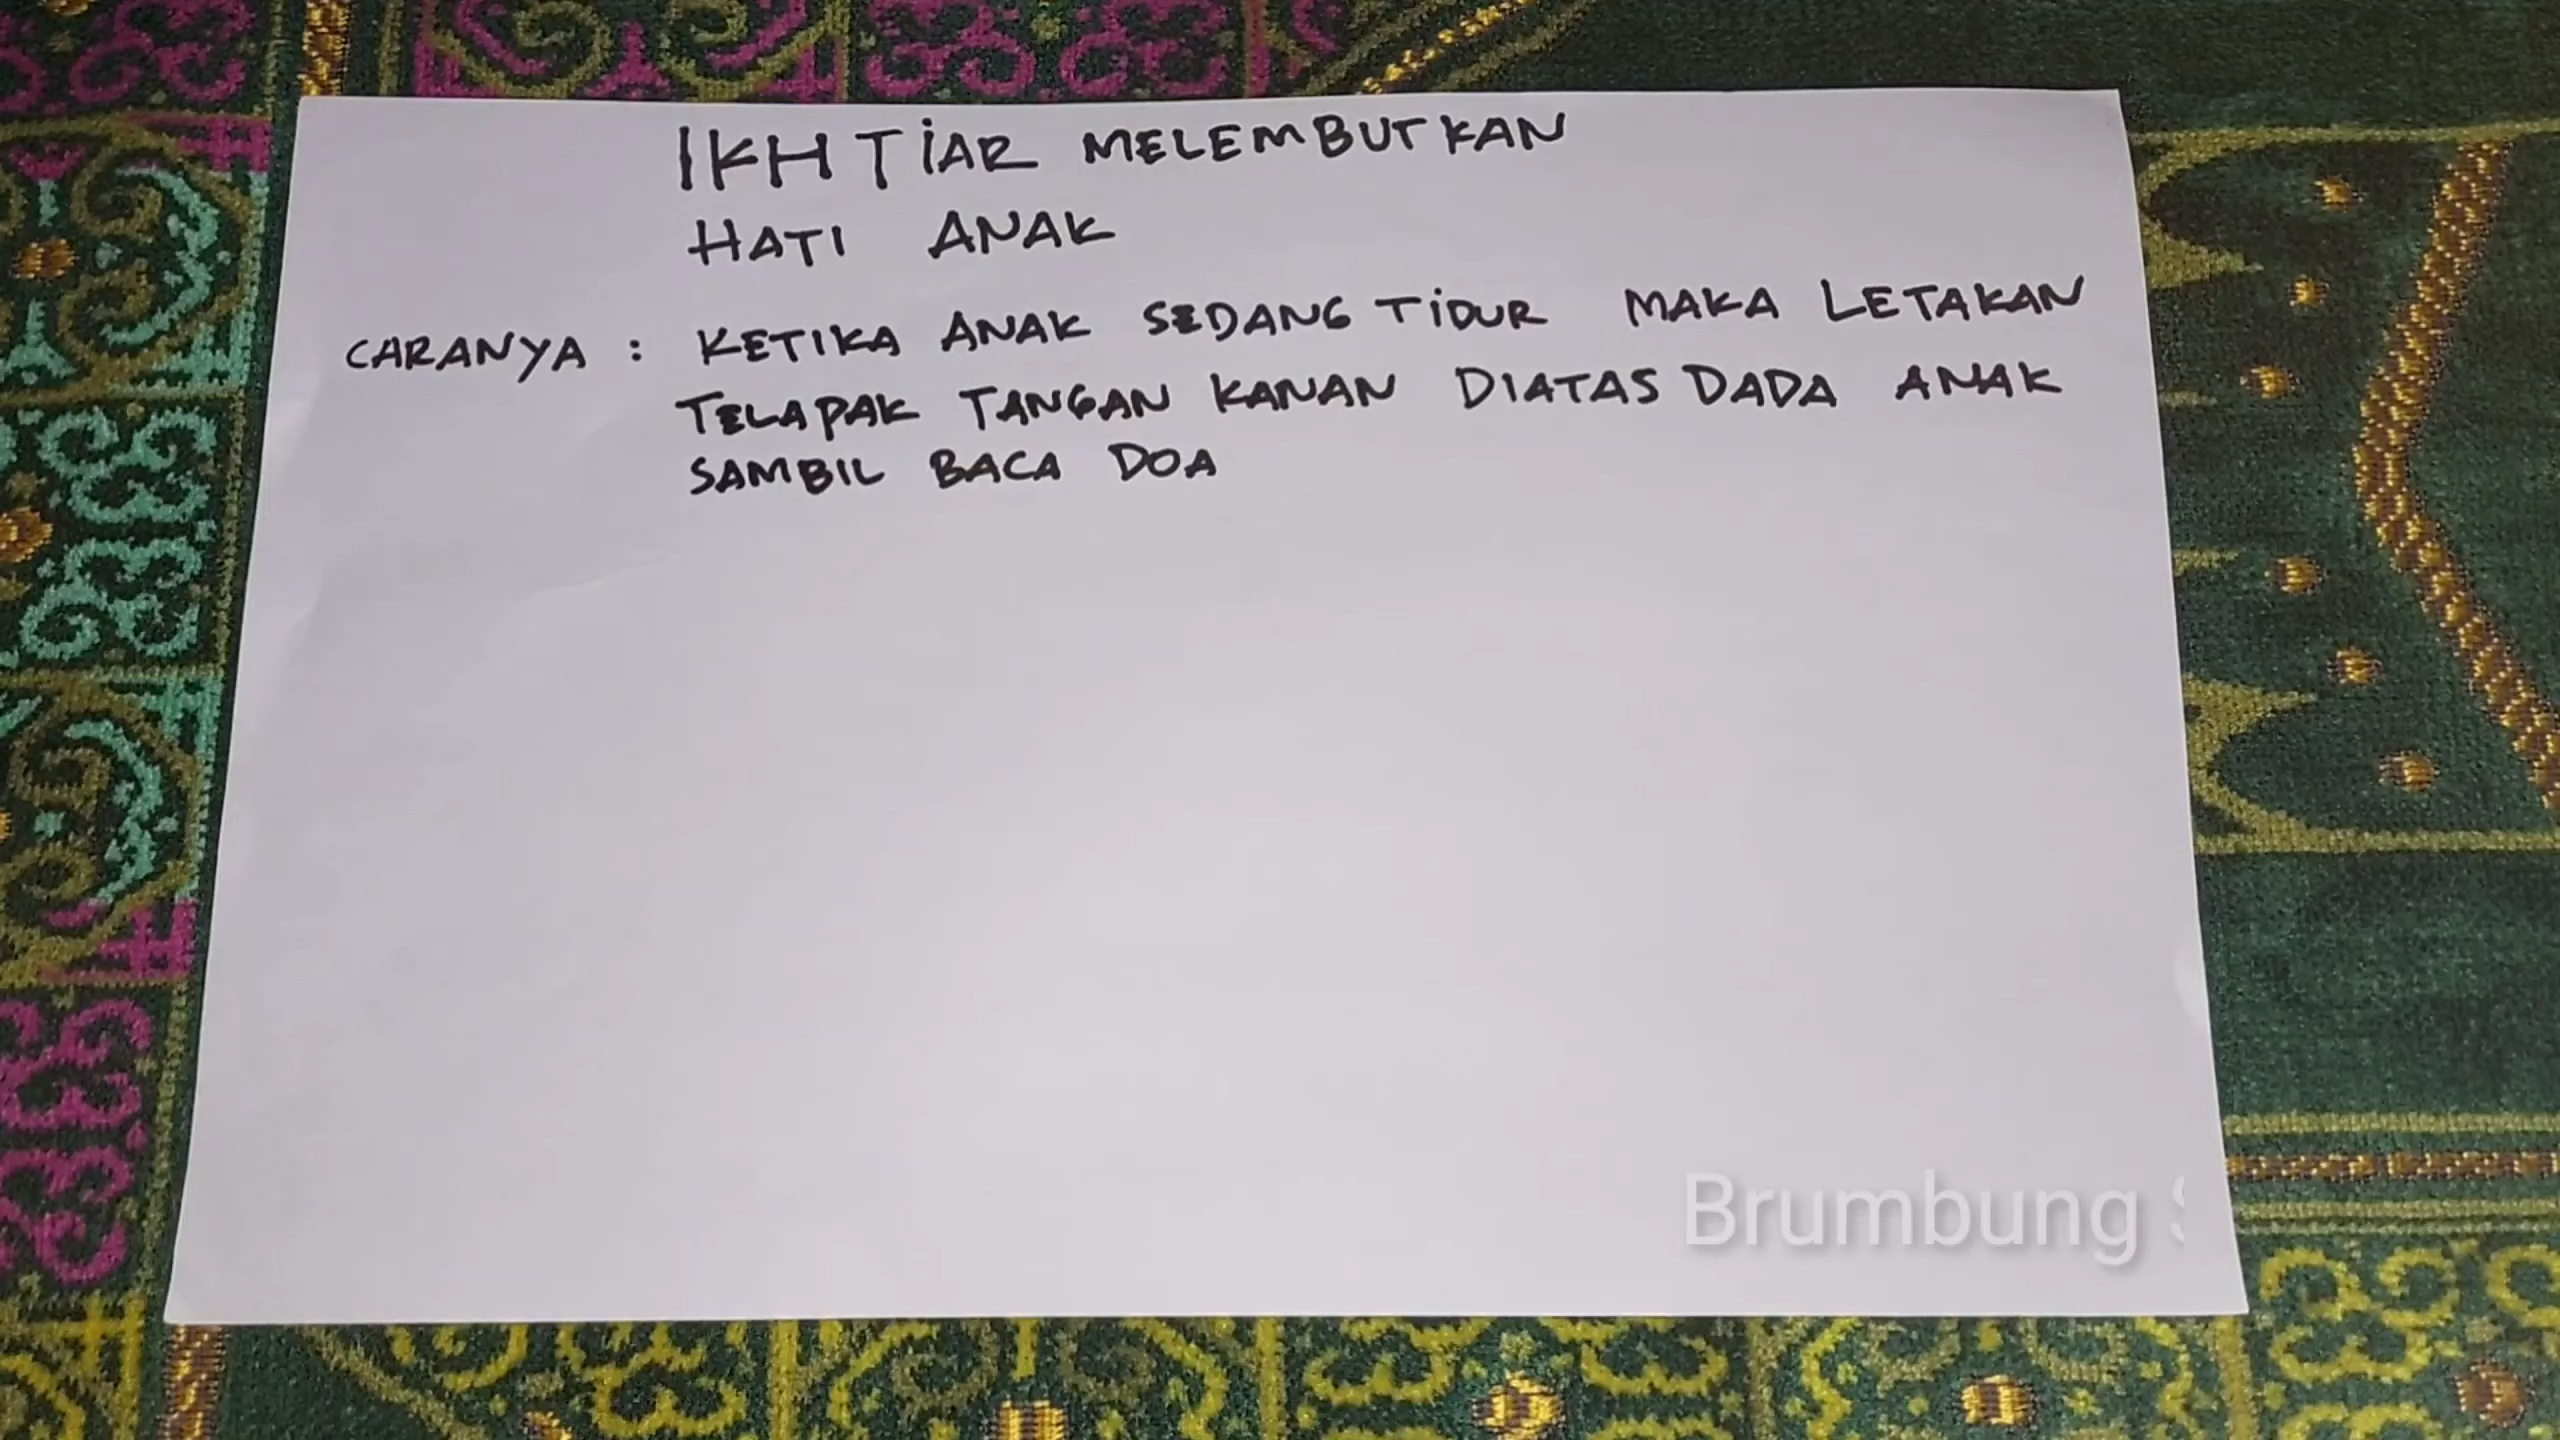 IKHTIAR MELEMBUTKAN
HATI ANAK
CARANYA : KETIKA ANAK SEDANG TIDUR MAKA LETAKAN
TELAPAK TANGAN KANAN DIATAS DADA ANAK
SAMBIL BACA DOA
Brumbung